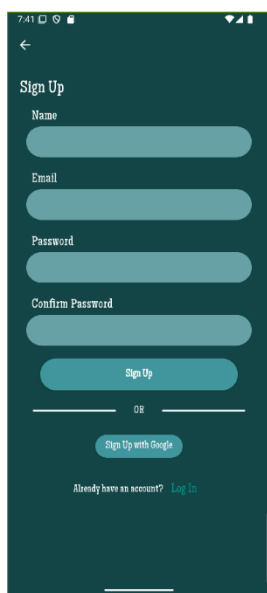 7:41
Sign Up
Name
Email
Password
Confirm Password
Sign Up
OR
Sign Up with Google
Already have an account? Log In